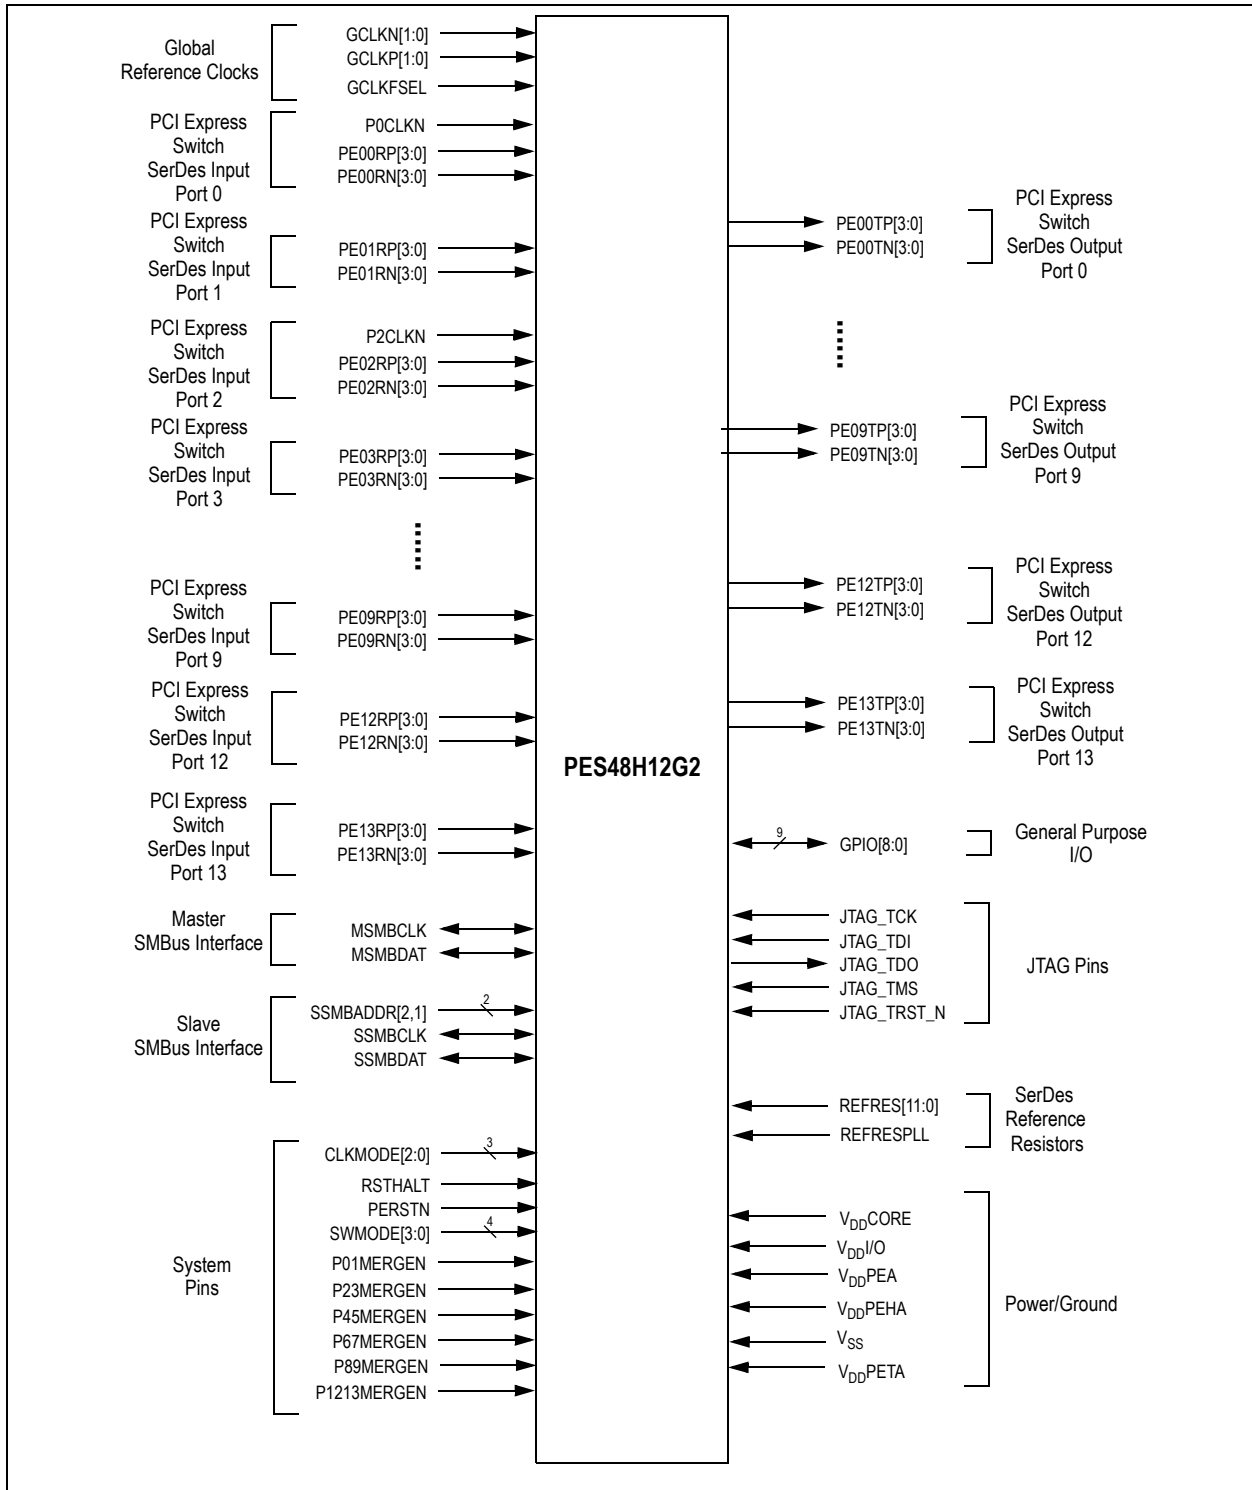 Global
Reference Clocks
GCLKN[1:0]
GCLKP[1:0]
GCLKFSEL
PCI Express
Switch
SerDes Input
Port 0
P0CLKN
PE00RP[3:0]
PE00RN[3:0]
PCI Express
Switch
SerDes Input
Port 1
PE01RP[3:0]
PE01RN[3:0]
PCI Express
Switch
SerDes Input
Port 2
P2CLKN
PE02RP[3:0]
PE02RN[3:0]
PCI Express
Switch
SerDes Input
Port 3
PE03RP[3:0]
PE03RN[3:0]
PCI Express
Switch
SerDes Input
Port 9
PE09RP[3:0]
PE09RN[3:0]
PCI Express
Switch
SerDes Input
Port 12
PE12RP[3:0]
PE12RN[3:0]
PCI Express
Switch
SerDes Input
Port 13
PE13RP[3:0]
PE13RN[3:0]
Master
SMBus Interface
MSMBCLK
MSMBDAT
Slave
SMBus Interface
SSMBADDR[2,1]
2
SSMBCLK
SSMBDAT
System
Pins
CLKMODE[2:0]
3
RSTHALT
PERSTN
SWMODE[3:0]
4
P01MERGEN
P23MERGEN
P45MERGEN
P67MERGEN
P89MERGEN
P1213MERGEN
PES48H12G2
PE00TP[3:0]
PE00TN[3:0]
PCI Express
Switch
SerDes Output
Port 0
PE09TP[3:0]
PE09TN[3:0]
PCI Express
Switch
SerDes Output
Port 9
PE12TP[3:0]
PE12TN[3:0]
PCI Express
Switch
SerDes Output
Port 12
PE13TP[3:0]
PE13TN[3:0]
PCI Express
Switch
SerDes Output
Port 13
9
GPIO[8:0]
General Purpose
I/O
JTAG_TCK
JTAG_TDI
JTAG_TDO
JTAG_TMS
JTAG_TRST_N
JTAG Pins
REFRES[11:0]
REFRESPLL
SerDes
Reference
Resistors
VDDCORE
VDDI/O
VDDPEA
VDDPEHA
VSS
VDDPETA
Power/Ground